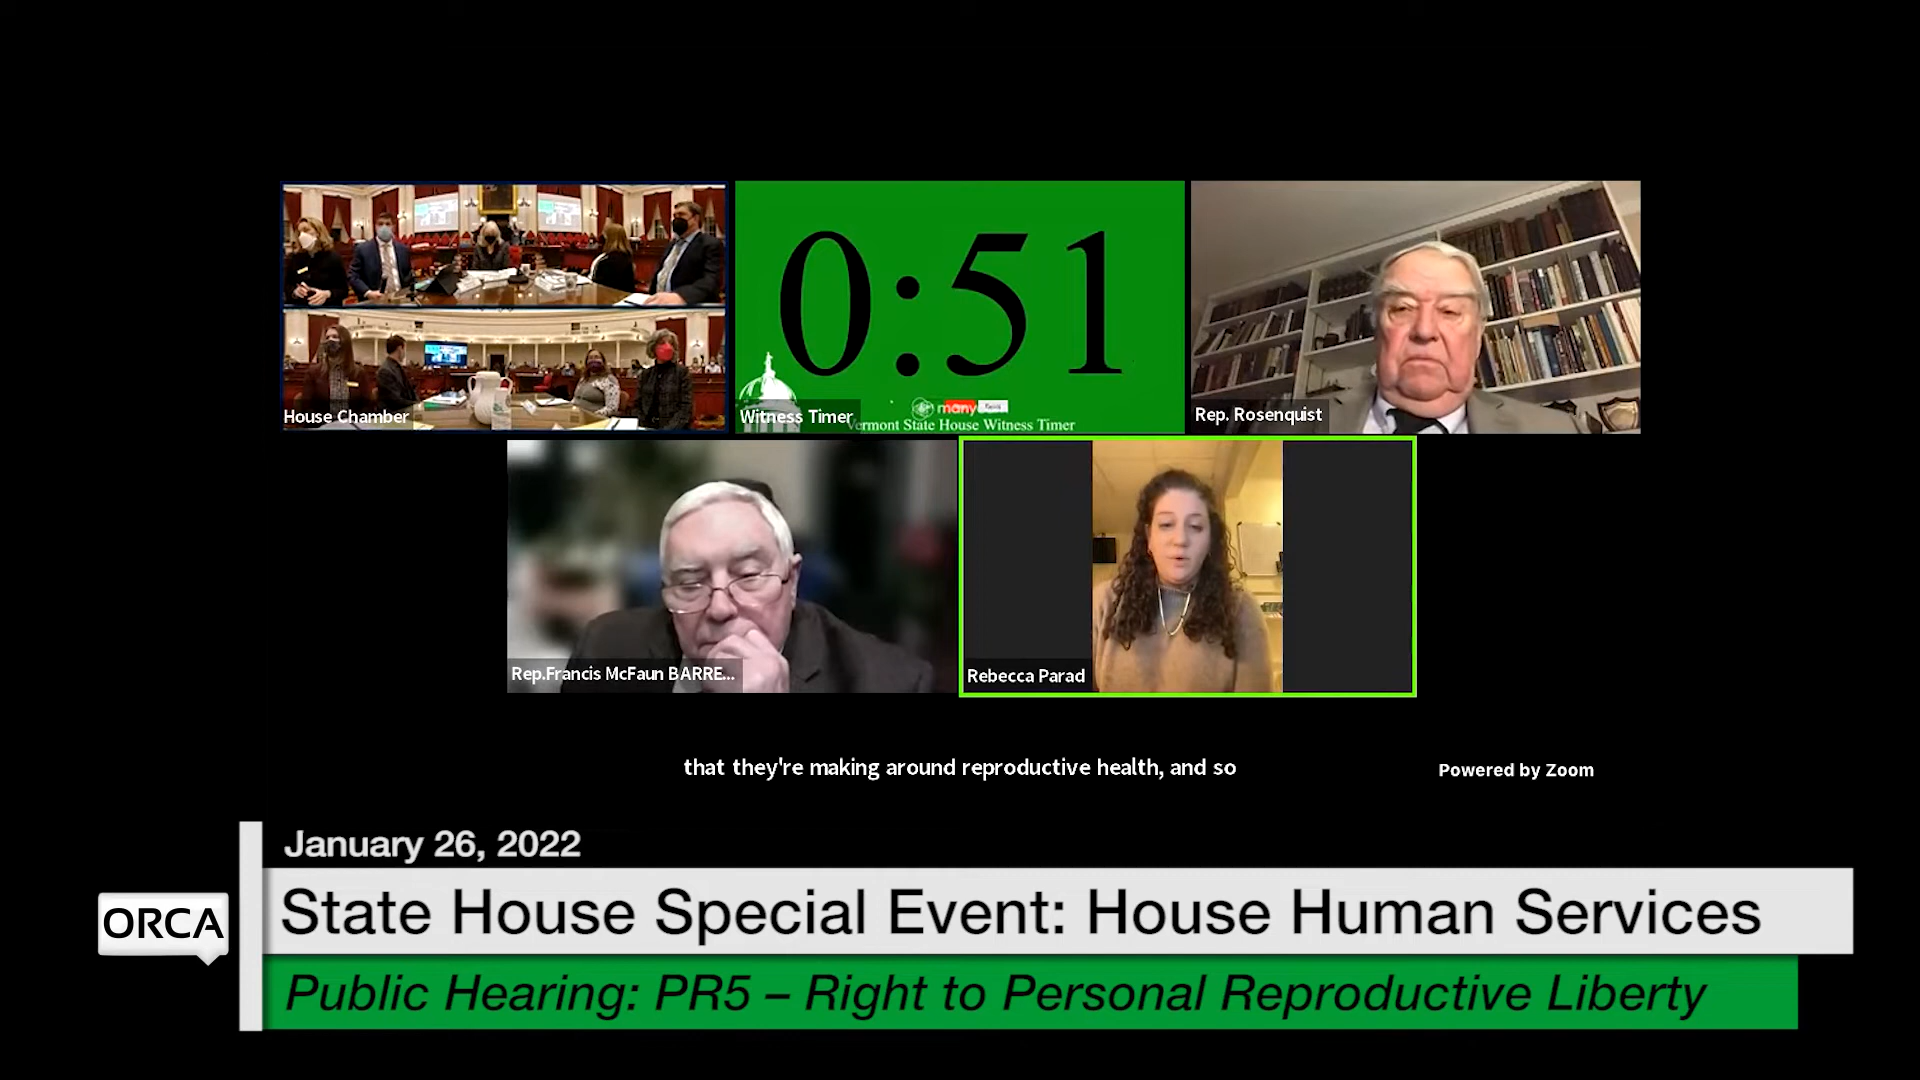 0:51
House Chamber
Witness Timer
many
Vermont State House Witness Timer
Rep. Rosenquist
Rep.Francis McFaun BARRE...
Rebecca Parad
that they're making around reproductive health, and so
Powered by Zoom
January 26, 2022
ORCA
State House Special Event: House Human Services
Public Hearing: PR5 – Right to Personal Reproductive Liberty